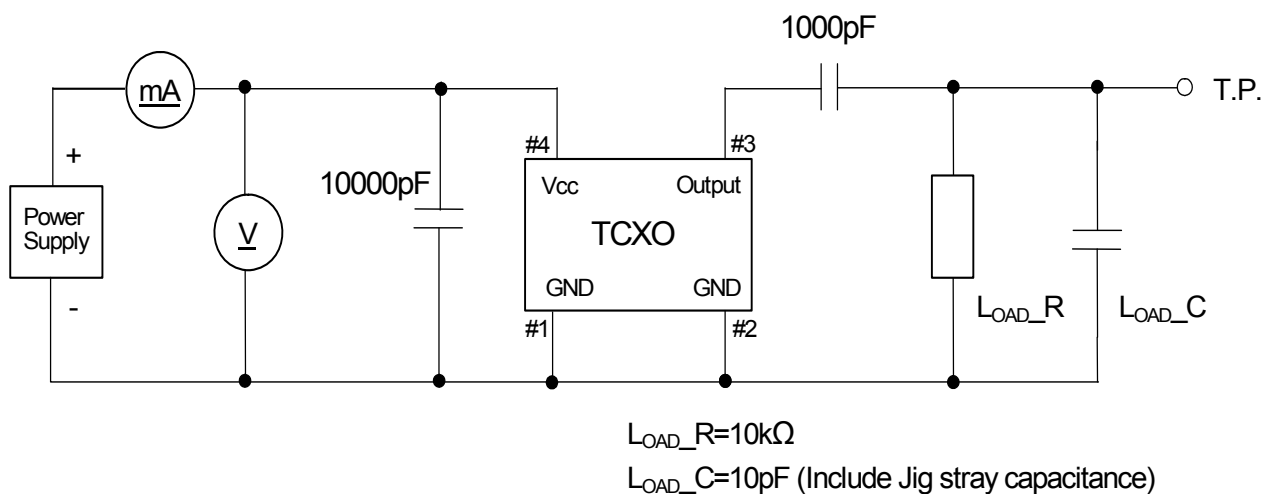 1000pF
mA
T.P.
+
#4
#3
10000pF
Vcc
Output
Power
Supply
V
TCXO
GND
GND
-
#1
#2
LOAD_R
LOAD_C
LOAD_R=10kΩ
LOAD_C=10pF (Include Jig stray capacitance)